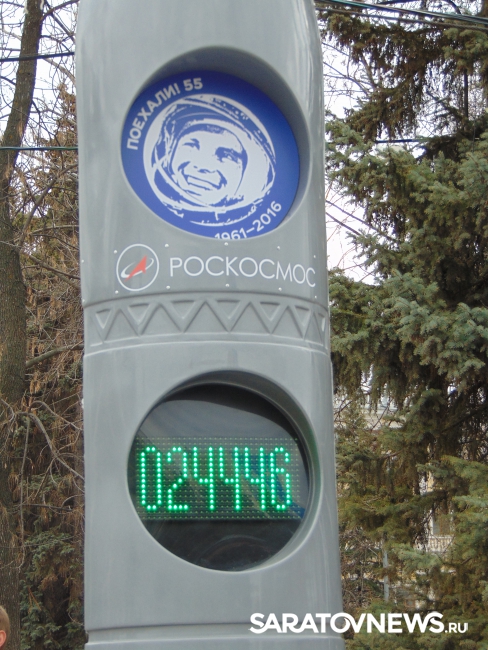 ПОЕХАЛИ! 55
1961–2016
РОСКОСМОС
024446
SARATOVNEWS.RU